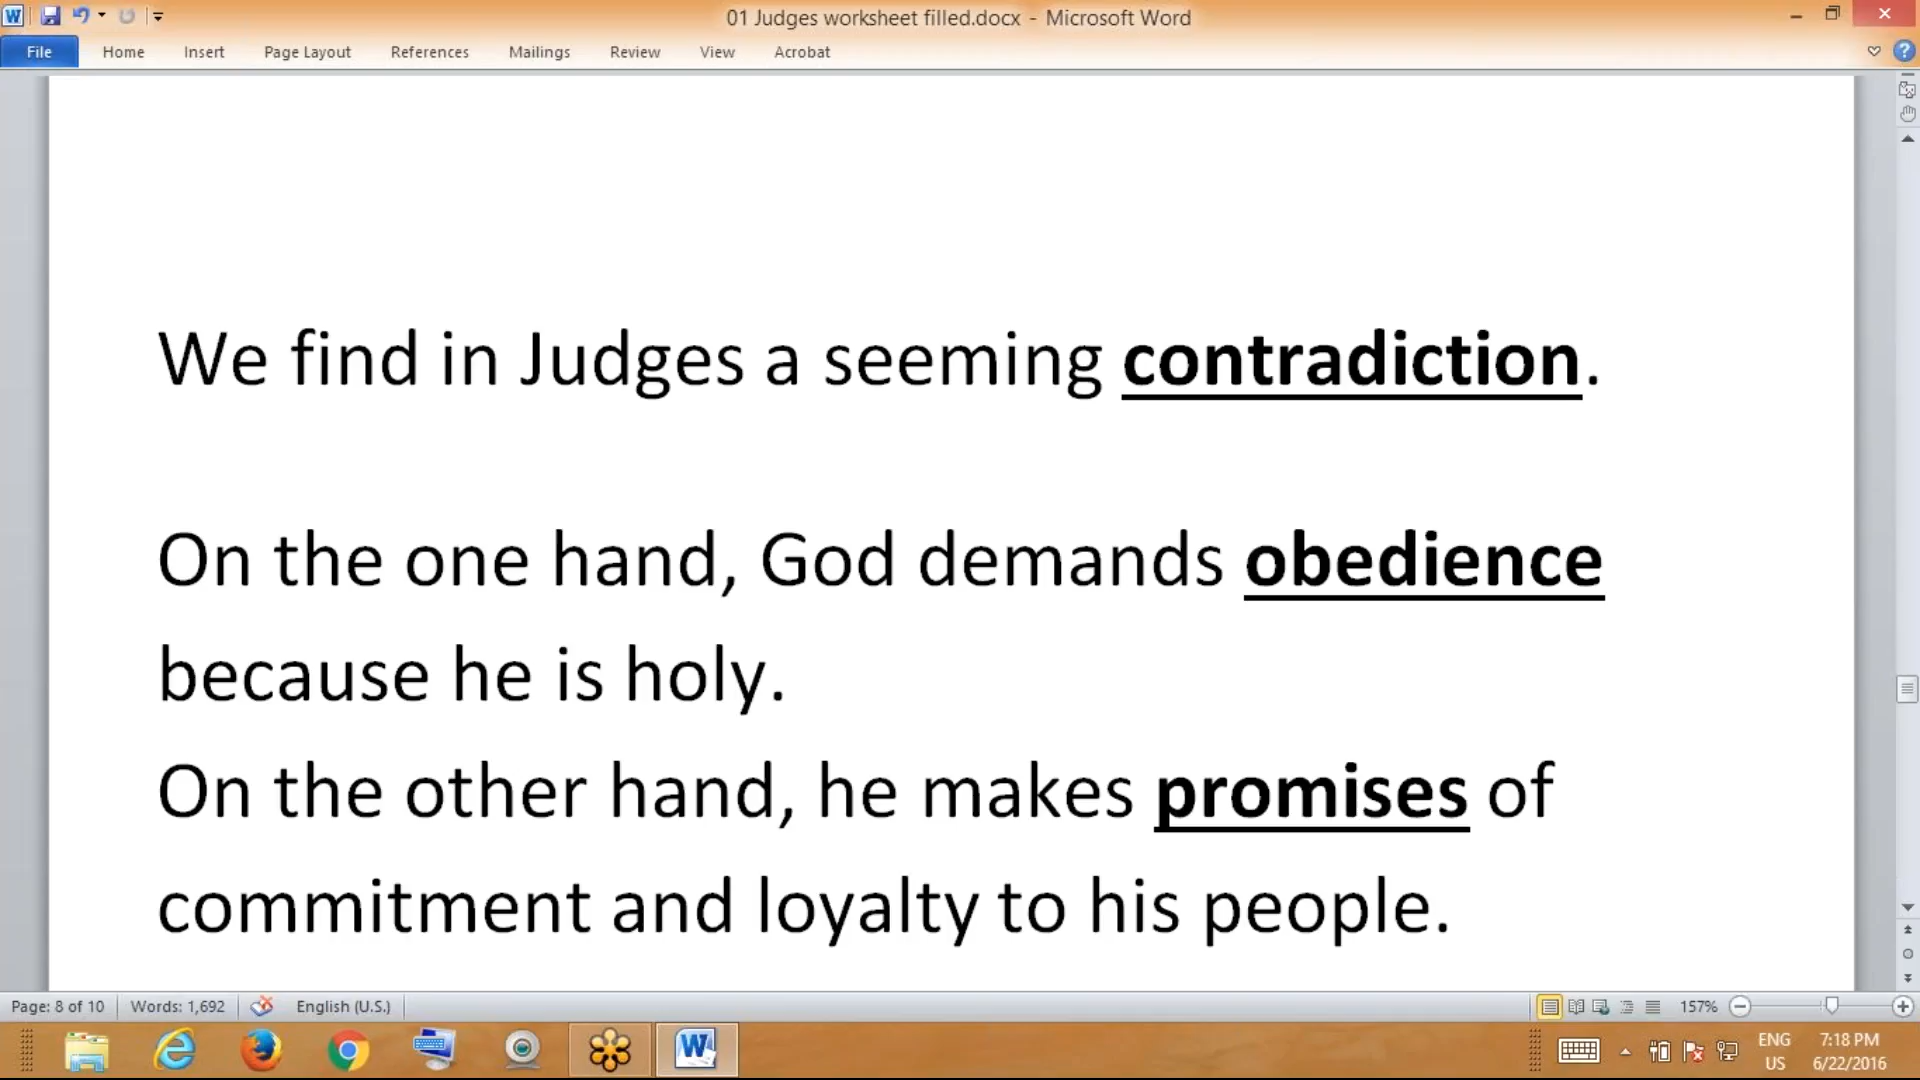 01 Judges worksheet filled.docx - Microsoft Word
File Home Insert Page Layout References Mailings Review View Acrobat
We find in Judges a seeming contradiction.
On the one hand, God demands obedience
because he is holy.
On the other hand, he makes promises of
commitment and loyalty to his people.
Page: 8 of 10 Words: 1,692 English (U.S.) 157%
ENG 7:18 PM
US 6/22/2016